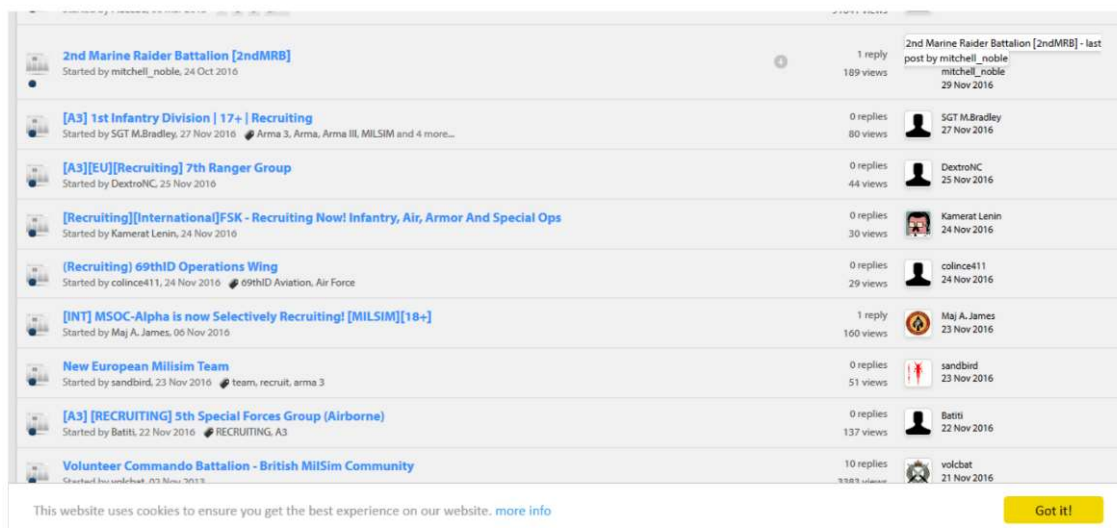 2nd Marine Raider Battalion [2ndMRB]
Started by mitchell_noble, 24 Oct 2016
1 reply
189 views
2nd Marine Raider Battalion [2ndMRB] - last
post by mitchell_noble
mitchell_noble
29 Nov 2016
[A3] 1st Infantry Division | 17+ | Recruiting
Started by SGT M.Bradley, 27 Nov 2016 Arma 3, Arma, Arma III, MILSIM and 4 more...
0 replies
80 views
SGT M.Bradley
27 Nov 2016
[A3][EU][Recruiting] 7th Ranger Group
Started by DextroNC, 25 Nov 2016
0 replies
44 views
DextroNC
25 Nov 2016
[Recruiting][International]FSK - Recruiting Now! Infantry, Air, Armor And Special Ops
Started by Kamerat Lenin, 24 Nov 2016
0 replies
30 views
Kamerat Lenin
24 Nov 2016
(Recruiting) 69thID Operations Wing
Started by colince411, 24 Nov 2016 69thID Aviation, Air Force
0 replies
29 views
colince411
24 Nov 2016
[INT] MSOC-Alpha is now Selectively Recruiting! [MILSIM][18+]
Started by Maj A. James, 06 Nov 2016
1 reply
160 views
Maj A. James
23 Nov 2016
New European Milisim Team
Started by sandbird, 23 Nov 2016 team, recruit, arma 3
0 replies
51 views
sandbird
23 Nov 2016
[A3] [RECRUITING] 5th Special Forces Group (Airborne)
Started by Batiti, 22 Nov 2016 RECRUITING, A3
0 replies
137 views
Batiti
22 Nov 2016
Volunteer Commando Battalion - British MilSim Community
Started by volcbat, 02 Nov 2013
10 replies
3383 views
volcbat
21 Nov 2016
This website uses cookies to ensure you get the best experience on our website. more info
Got it!